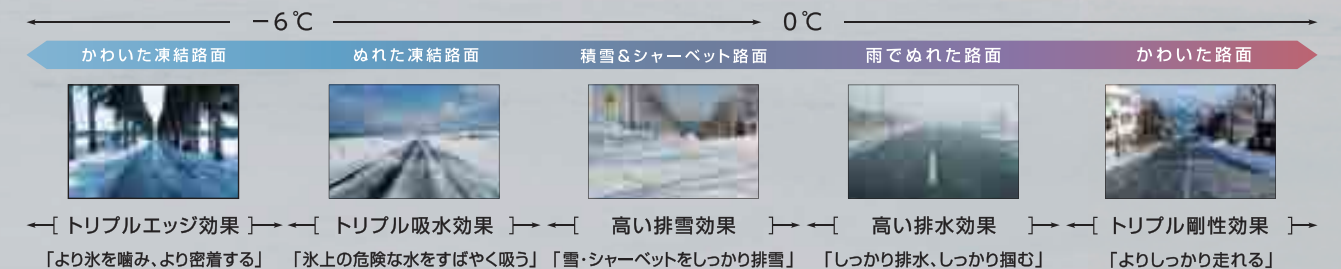 −6℃ 0℃
かわいた凍結路面 ぬれた凍結路面 積雪&シャーベット路面 雨でぬれた路面 かわいた路面
[トリプルエッジ効果] [トリプル吸水効果] [高い排雪効果] [高い排水効果] [トリプル剛性効果]
「より氷を噛み、より密着する」 「氷上の危険な水をすばやく吸う」 「雪・シャーベットをしっかり排雪」 「しっかり排水、しっかり掴む」 「よりしっかり走れる」